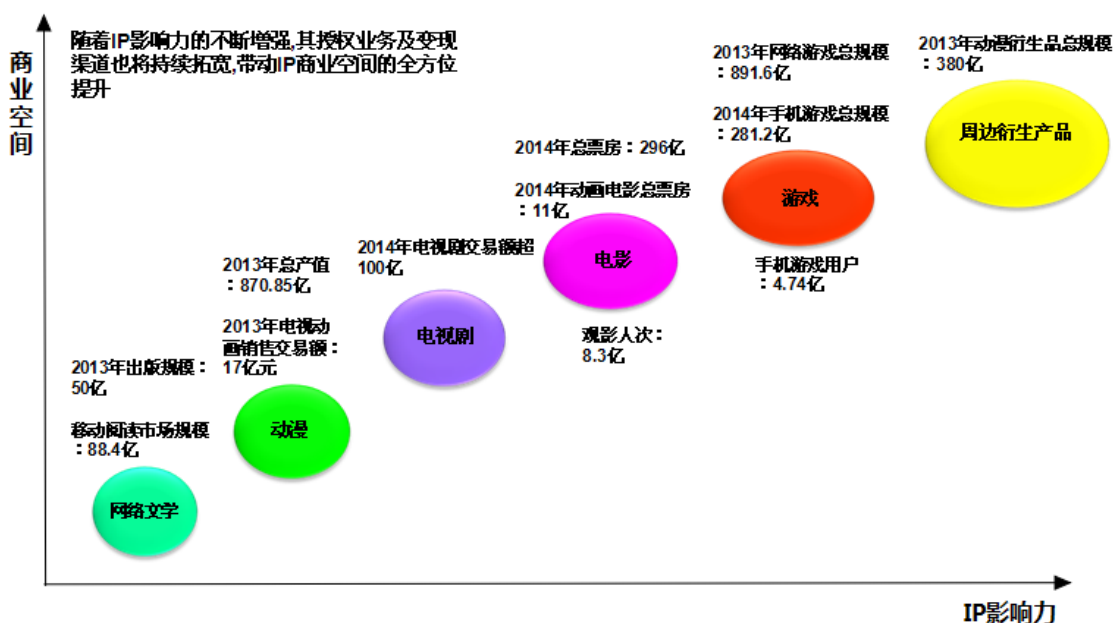 随着IP影响力的不断增强,其授权业务及变现
渠道也将持续拓宽,带动IP商业空间的全方位
提升
商业空间
2013年出版规模：
50亿
移动阅读市场规模
：88.4亿
网络文学
2013年总产值
：870.85亿
2013年电视动
画销售交易额：
17亿元
动漫
2014年电视剧交易额超
100亿
电视剧
2014年总票房：296亿
2014年动画电影总票房
：11亿
电影
观影人次：
8.3亿
2013年网络游戏总规模
：891.6亿
2014年手机游戏总规模
：281.2亿
游戏
手机游戏用户
：4.74亿
2013年动漫衍生品总规模
：380亿
周边衍生产品
IP影响力